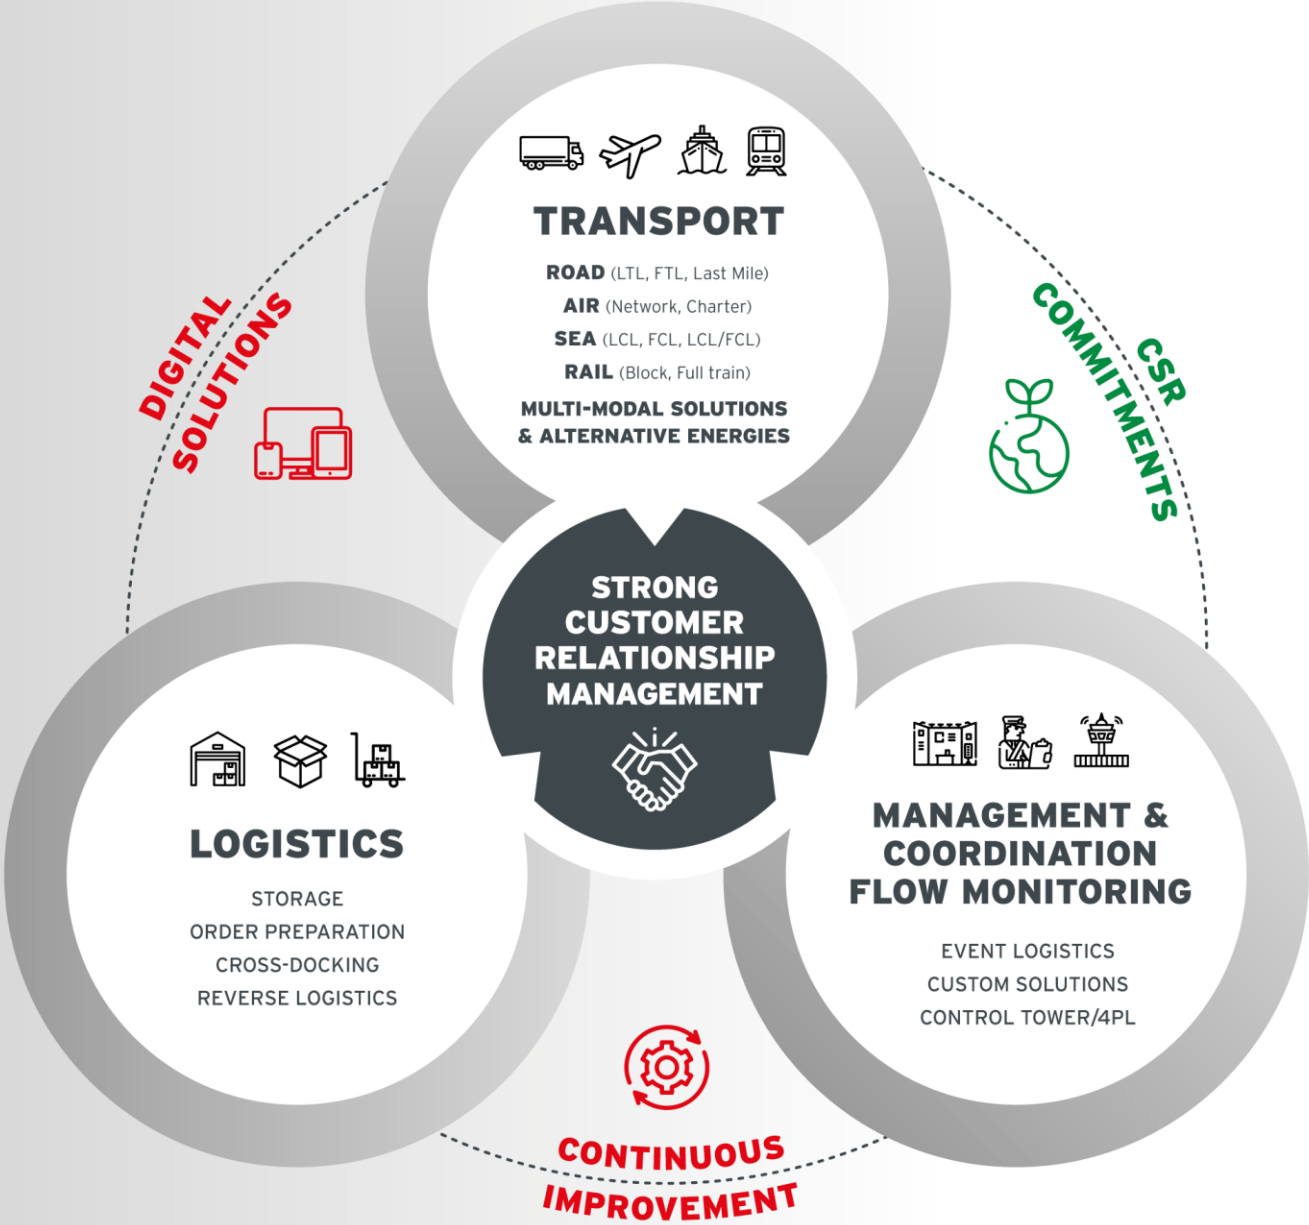 TRANSPORT
ROAD (LTL, FTL, Last Mile)
AIR (Network, Charter)
SEA (LCL, FCL, LCL/FCL)
RAIL (Block, Full train)
MULTI-MODAL SOLUTIONS
& ALTERNATIVE ENERGIES
DIGITAL
SOLUTIONS
CSR
COMMITMENTS
STRONG
CUSTOMER
RELATIONSHIP
MANAGEMENT
LOGISTICS
STORAGE
ORDER PREPARATION
CROSS-DOCKING
REVERSE LOGISTICS
MANAGEMENT &
COORDINATION
FLOW MONITORING
EVENT LOGISTICS
CUSTOM SOLUTIONS
CONTROL TOWER/4PL
CONTINUOUS
IMPROVEMENT